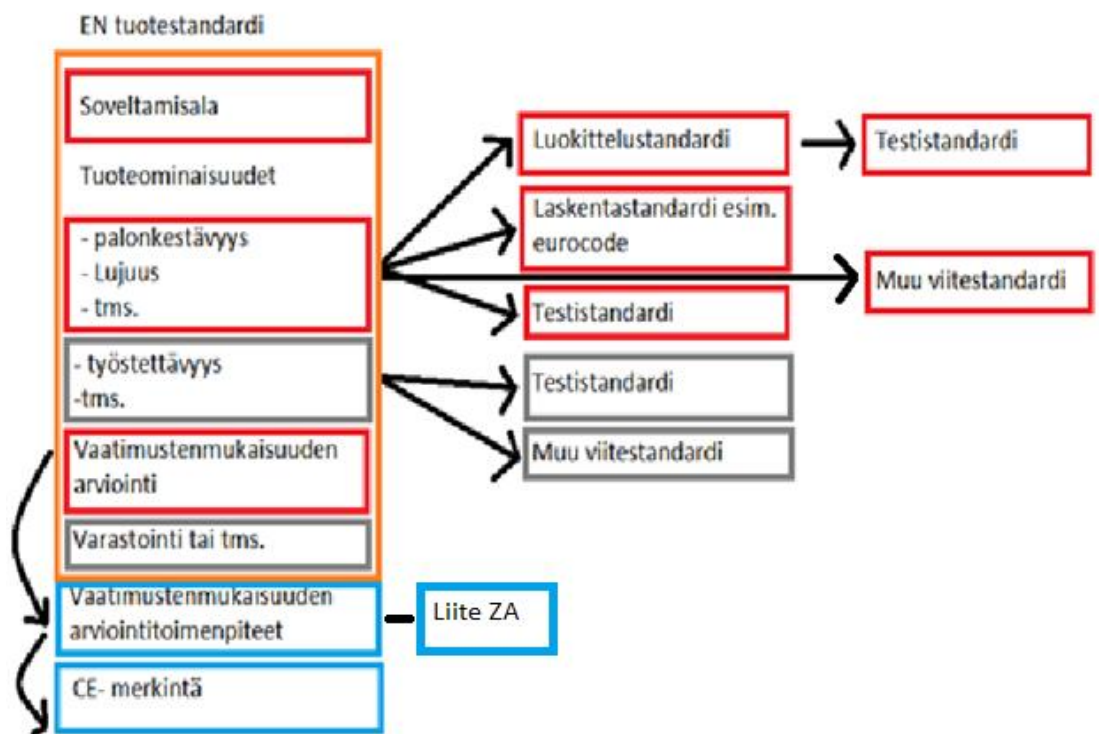 EN tuotestandardi
Soveltamisala
Tuoteominaisuudet
- palonkestävyys
- Lujuus
- tms.
- työstettävyys
-tms.
Vaatimustenmukaisuuden
arviointi
Varastointi tai tms.
Vaatimustenmukaisuuden
arviointitoimenpiteet
CE- merkintä
Luokittelustandardi
Laskentastandardi esim.
eurocode
Testistandardi
Testistandardi
Muu viitestandardi
Liite ZA
Testistandardi
Muu viitestandardi